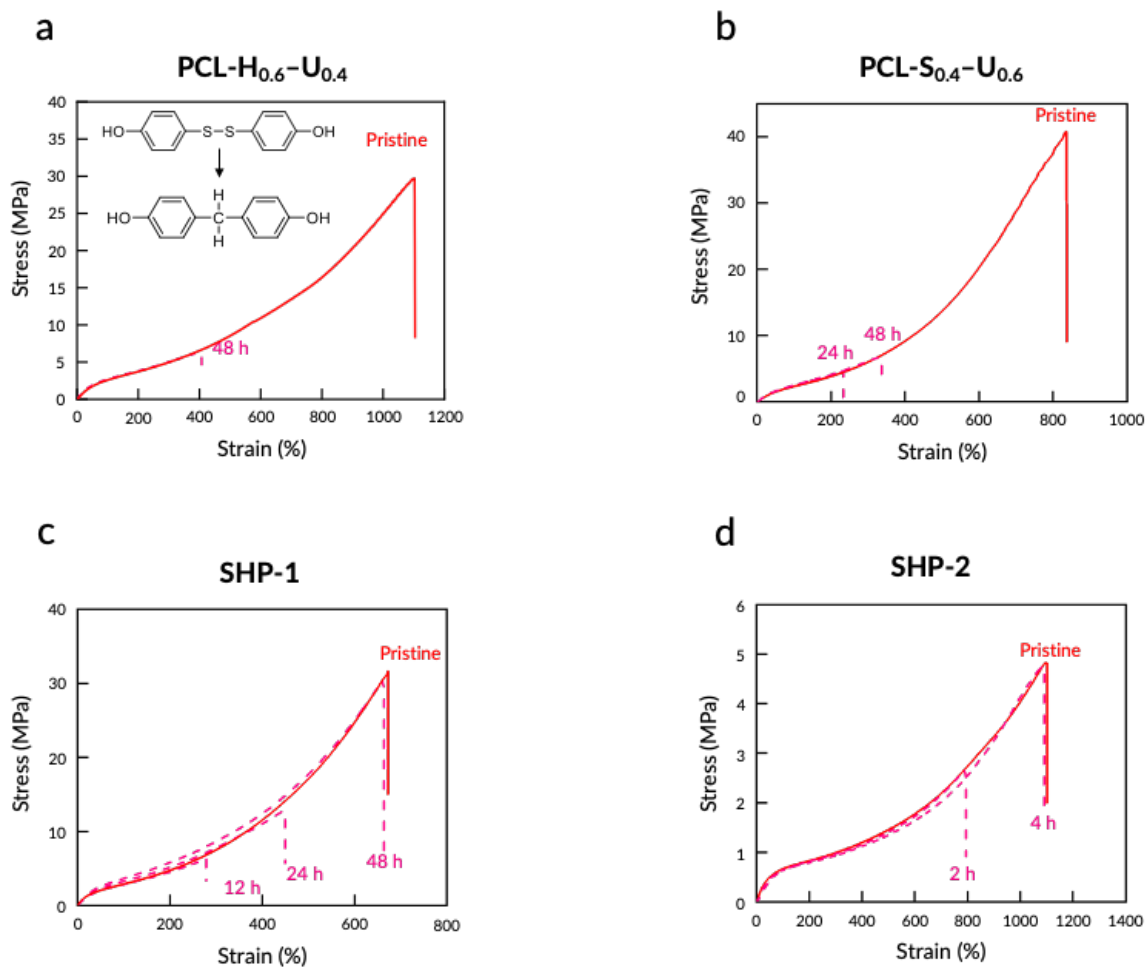 a
PCL-H0.6–U0.4
40
35
30
25
20
15
10
5
0
Stress (MPa)
HO
S–S
OH
H
HO
C
OH
H
Pristine
48 h
0
200
400
600
800
1000
1200
Strain (%)
b
PCL-S0.4–U0.6
40
30
20
10
0
Stress (MPa)
Pristine
24 h
48 h
0
200
400
600
800
1000
Strain (%)
c
SHP-1
40
30
20
10
0
Stress (MPa)
Pristine
12 h
24 h
48 h
0
200
400
600
800
Strain (%)
d
SHP-2
6
5
4
3
2
1
0
Stress (MPa)
Pristine
2 h
4 h
0
200
400
600
800
1000
1200
1400
Strain (%)